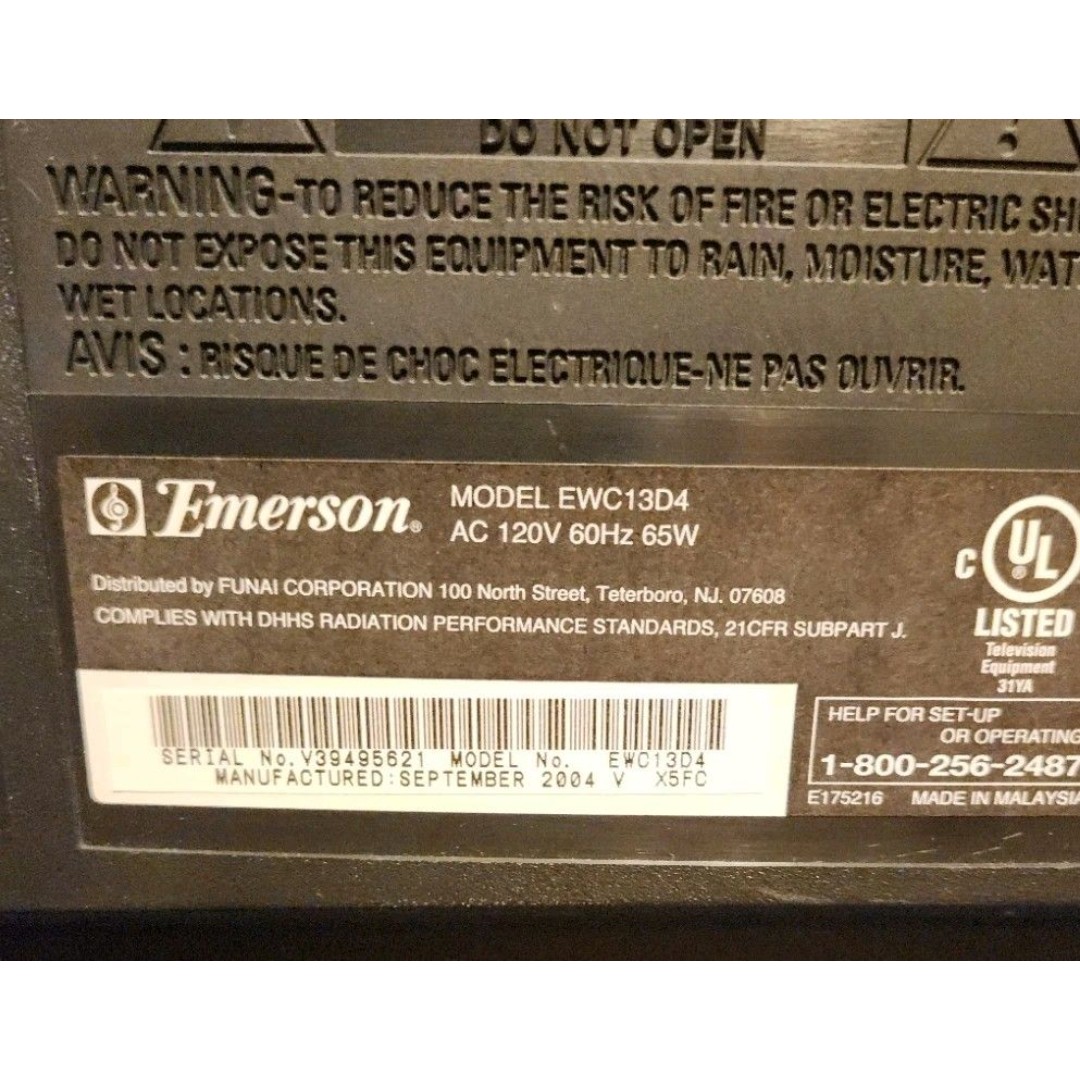 DO NOT OPEN
WARNING-TO REDUCE THE RISK OF FIRE OR ELECTRIC SH
DO NOT EXPOSE THIS EQUIPMENT TO RAIN, MOISTURE, WAT
WET LOCATIONS.
AVIS : RISQUE DE CHOC ELECTRIQUE-NE PAS OUVRIR.
Emerson®
MODEL EWC13D4
AC 120V 60Hz 65W
Distributed by FUNAI CORPORATION 100 North Street, Teterboro, NJ. 07608
COMPLIES WITH DHHS RADIATION PERFORMANCE STANDARDS, 21CFR SUBPART J.
C UL®
LISTED
Television
Equipment
31YA
SERIAL No. V39495621 MODEL No. EWC13D4
MANUFACTURED:SEPTEMBER 2004 V X5FC
HELP FOR SET-UP
OR OPERATING
1-800-256-2487
E175216 MADE IN MALAYSIA